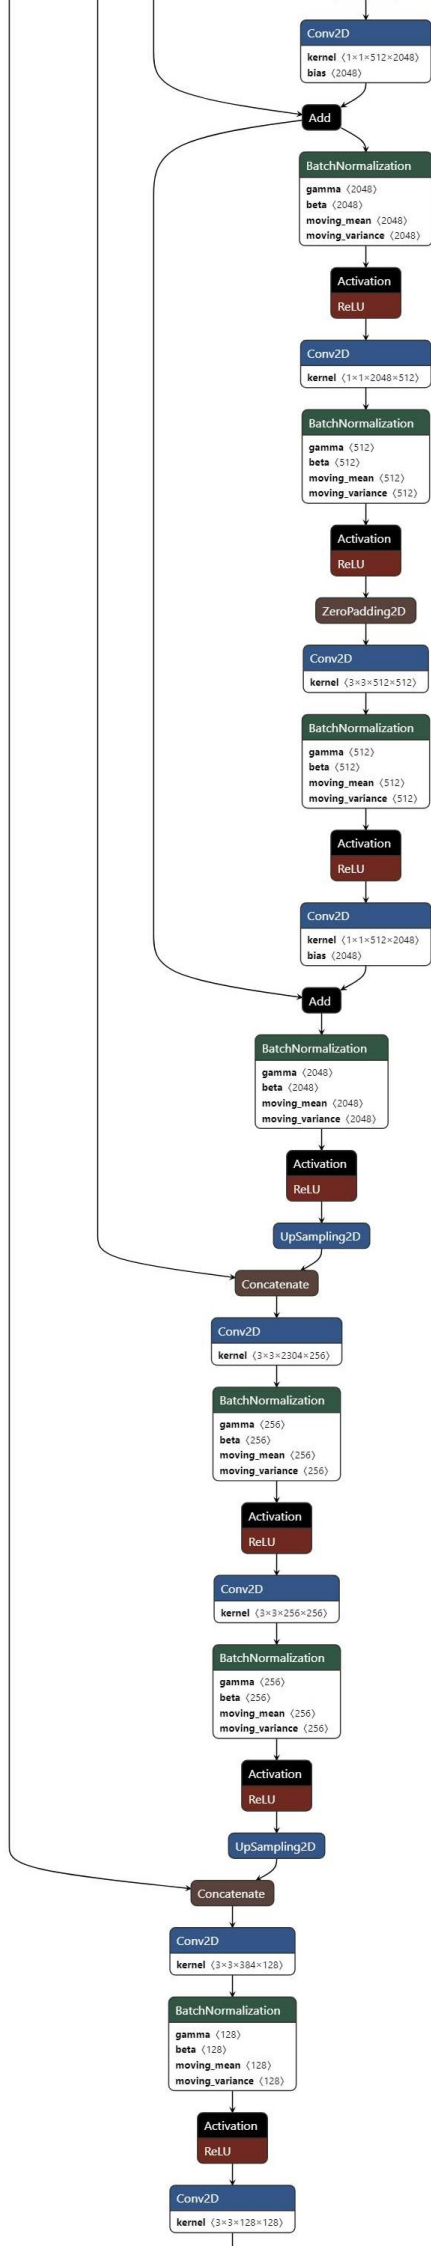 Conv2D
kernel ⟨1×1×512×2048⟩
bias ⟨2048⟩
Add
BatchNormalization
gamma ⟨2048⟩
beta ⟨2048⟩
moving_mean ⟨2048⟩
moving_variance ⟨2048⟩
Activation
ReLU
Conv2D
kernel ⟨1×1×2048×512⟩
BatchNormalization
gamma ⟨512⟩
beta ⟨512⟩
moving_mean ⟨512⟩
moving_variance ⟨512⟩
Activation
ReLU
ZeroPadding2D
Conv2D
kernel ⟨3×3×512×512⟩
BatchNormalization
gamma ⟨512⟩
beta ⟨512⟩
moving_mean ⟨512⟩
moving_variance ⟨512⟩
Activation
ReLU
Conv2D
kernel ⟨1×1×512×2048⟩
bias ⟨2048⟩
Add
BatchNormalization
gamma ⟨2048⟩
beta ⟨2048⟩
moving_mean ⟨2048⟩
moving_variance ⟨2048⟩
Activation
ReLU
UpSampling2D
Concatenate
Conv2D
kernel ⟨3×3×2304×256⟩
BatchNormalization
gamma ⟨256⟩
beta ⟨256⟩
moving_mean ⟨256⟩
moving_variance ⟨256⟩
Activation
ReLU
Conv2D
kernel ⟨3×3×256×256⟩
BatchNormalization
gamma ⟨256⟩
beta ⟨256⟩
moving_mean ⟨256⟩
moving_variance ⟨256⟩
Activation
ReLU
UpSampling2D
Concatenate
Conv2D
kernel ⟨3×3×384×128⟩
BatchNormalization
gamma ⟨128⟩
beta ⟨128⟩
moving_mean ⟨128⟩
moving_variance ⟨128⟩
Activation
ReLU
Conv2D
kernel ⟨3×3×128×128⟩